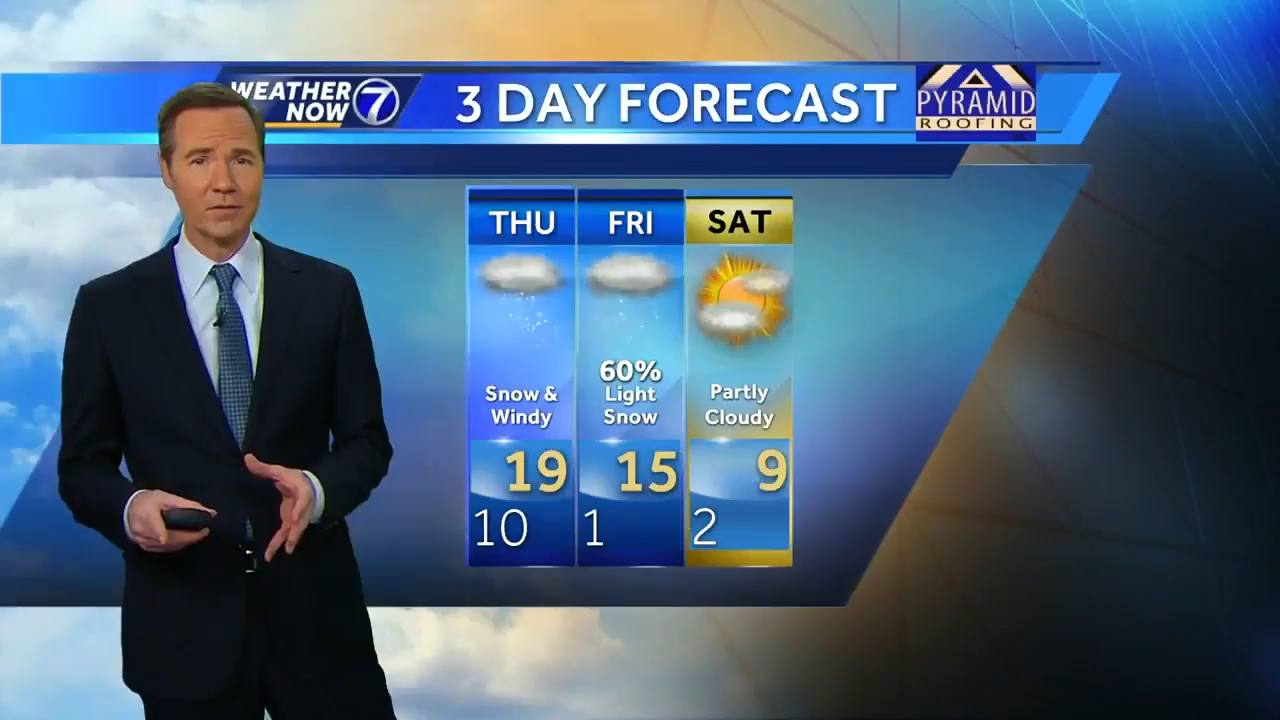 WEATHER
NOW 7
3 DAY FORECAST
PYRAMID
ROOFING
THU
FRI
SAT
Snow &
Windy
60%
Light
Snow
Partly
Cloudy
19
15
9
10
1
2